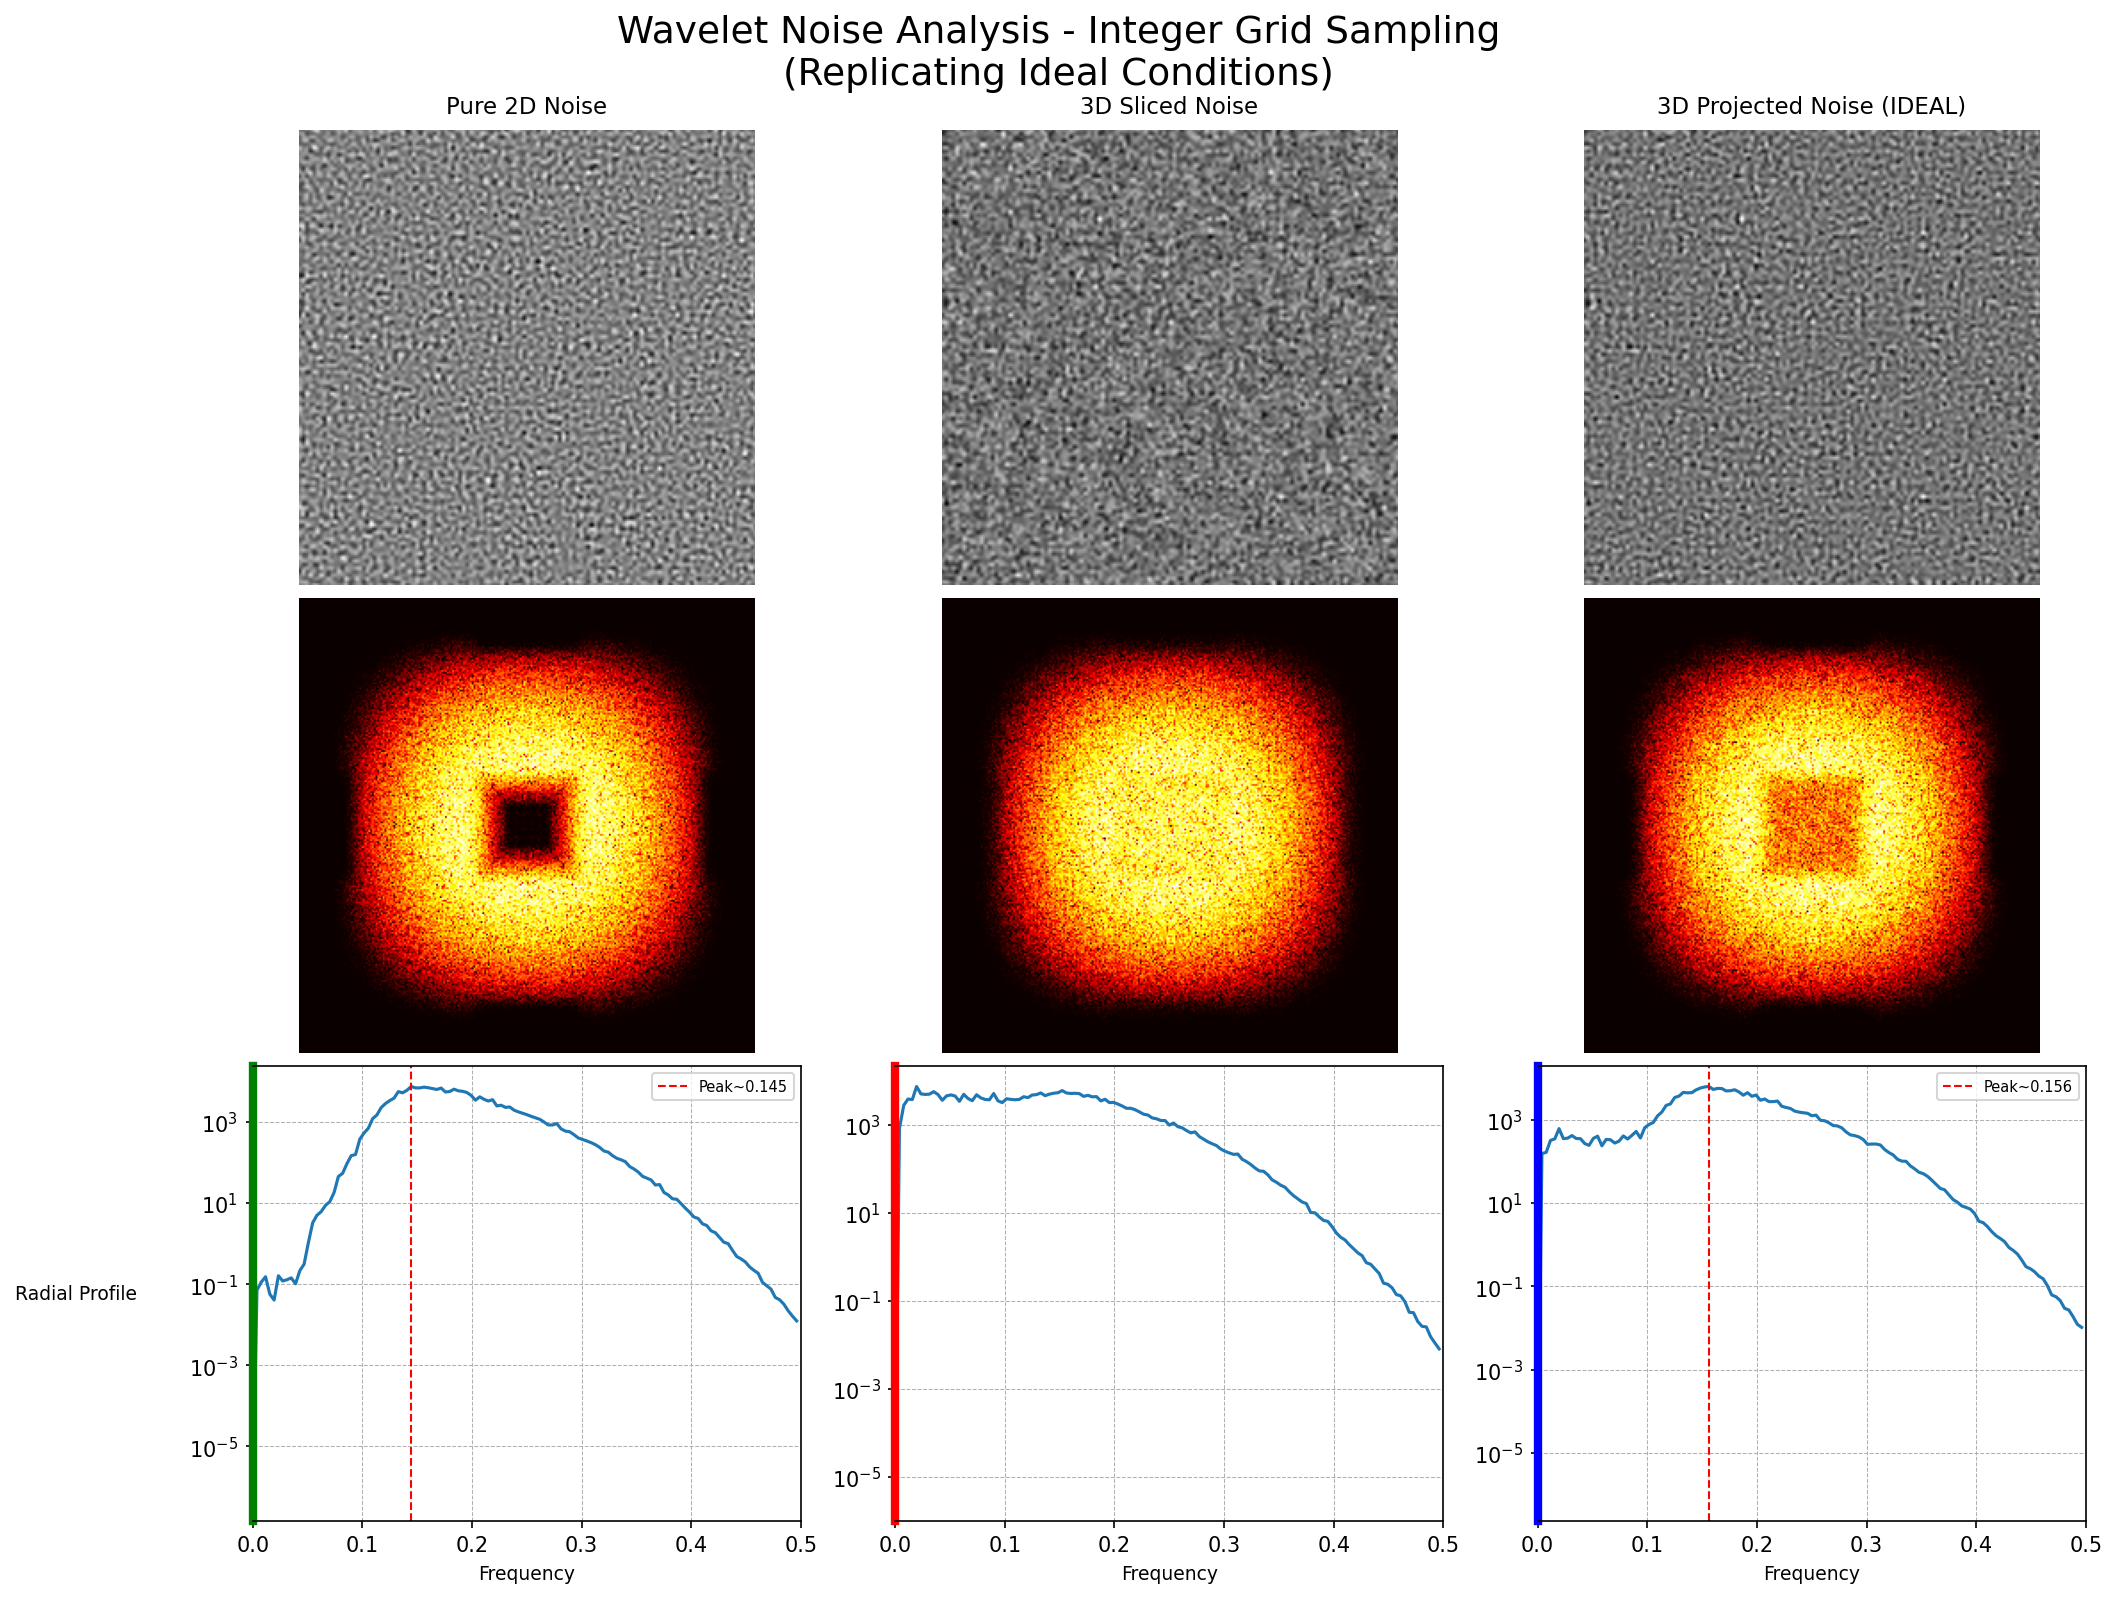 Wavelet Noise Analysis - Integer Grid Sampling
(Replicating Ideal Conditions)
Pure 2D Noise
3D Sliced Noise
3D Projected Noise (IDEAL)
Radial Profile
10³
10¹
10⁻¹
10⁻³
10⁻⁵
Peak~0.145
0.0 0.1 0.2 0.3 0.4 0.5
Frequency
10³
10¹
10⁻¹
10⁻³
10⁻⁵
0.0 0.1 0.2 0.3 0.4 0.5
Frequency
10³
10¹
10⁻¹
10⁻³
10⁻⁵
Peak~0.156
0.0 0.1 0.2 0.3 0.4 0.5
Frequency